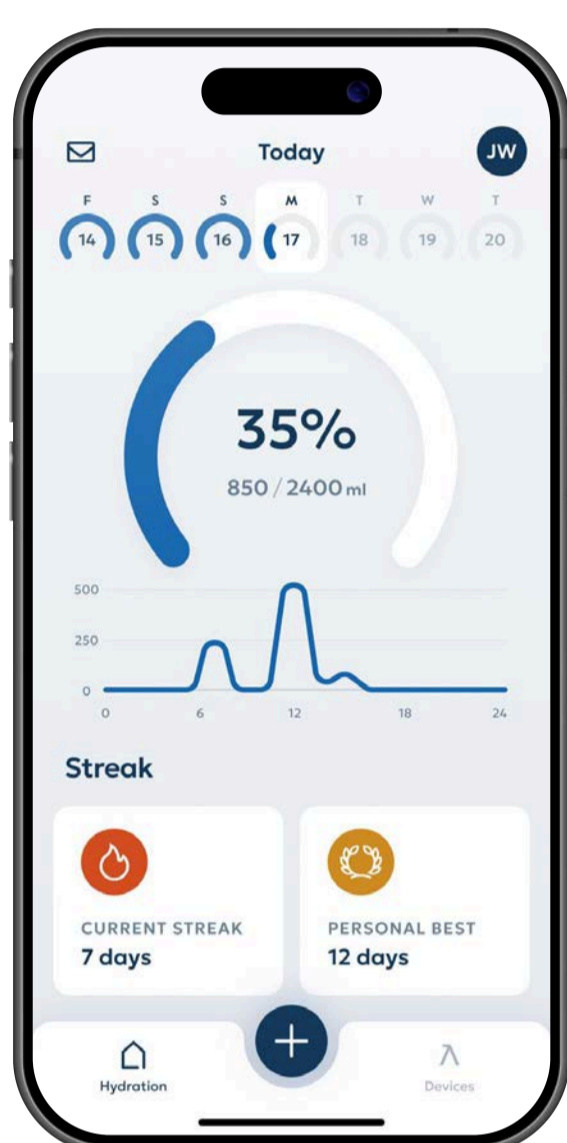 Today
JW
F S S M T W T
14 15 16 17 18 19 20
35%
850 / 2400 ml
500
250
0
0 6 12 18 24
Streak
CURRENT STREAK
7 days
PERSONAL BEST
12 days
Hydration
Devices